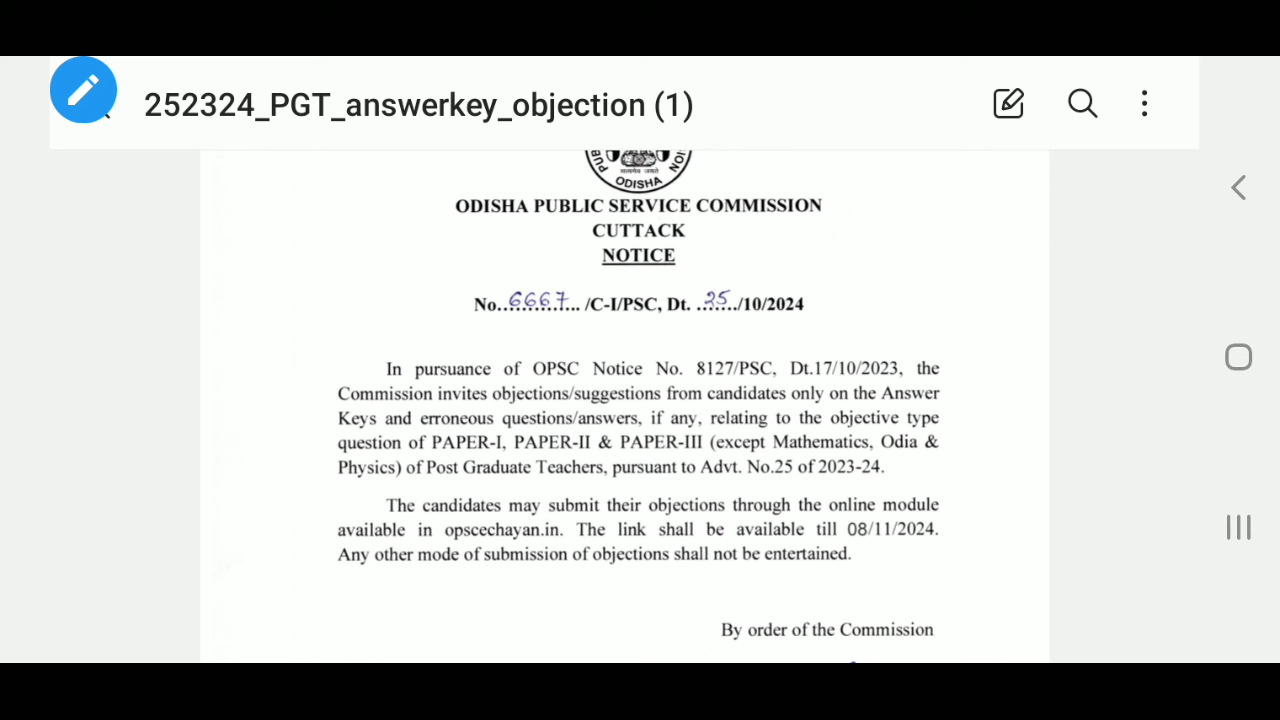 252324_PGT_answerkey_objection (1)
ODISHA
ODISHA PUBLIC SERVICE COMMISSION
CUTTACK
NOTICE
No..6667... /C-I/PSC, Dt. ..25../10/2024
In pursuance of OPSC Notice No. 8127/PSC, Dt.17/10/2023, the
Commission invites objections/suggestions from candidates only on the Answer
Keys and erroneous questions/answers, if any, relating to the objective type
question of PAPER-I, PAPER-II & PAPER-III (except Mathematics, Odia &
Physics) of Post Graduate Teachers, pursuant to Advt. No.25 of 2023-24.
The candidates may submit their objections through the online module
available in opscechayan.in. The link shall be available till 08/11/2024.
Any other mode of submission of objections shall not be entertained.
By order of the Commission